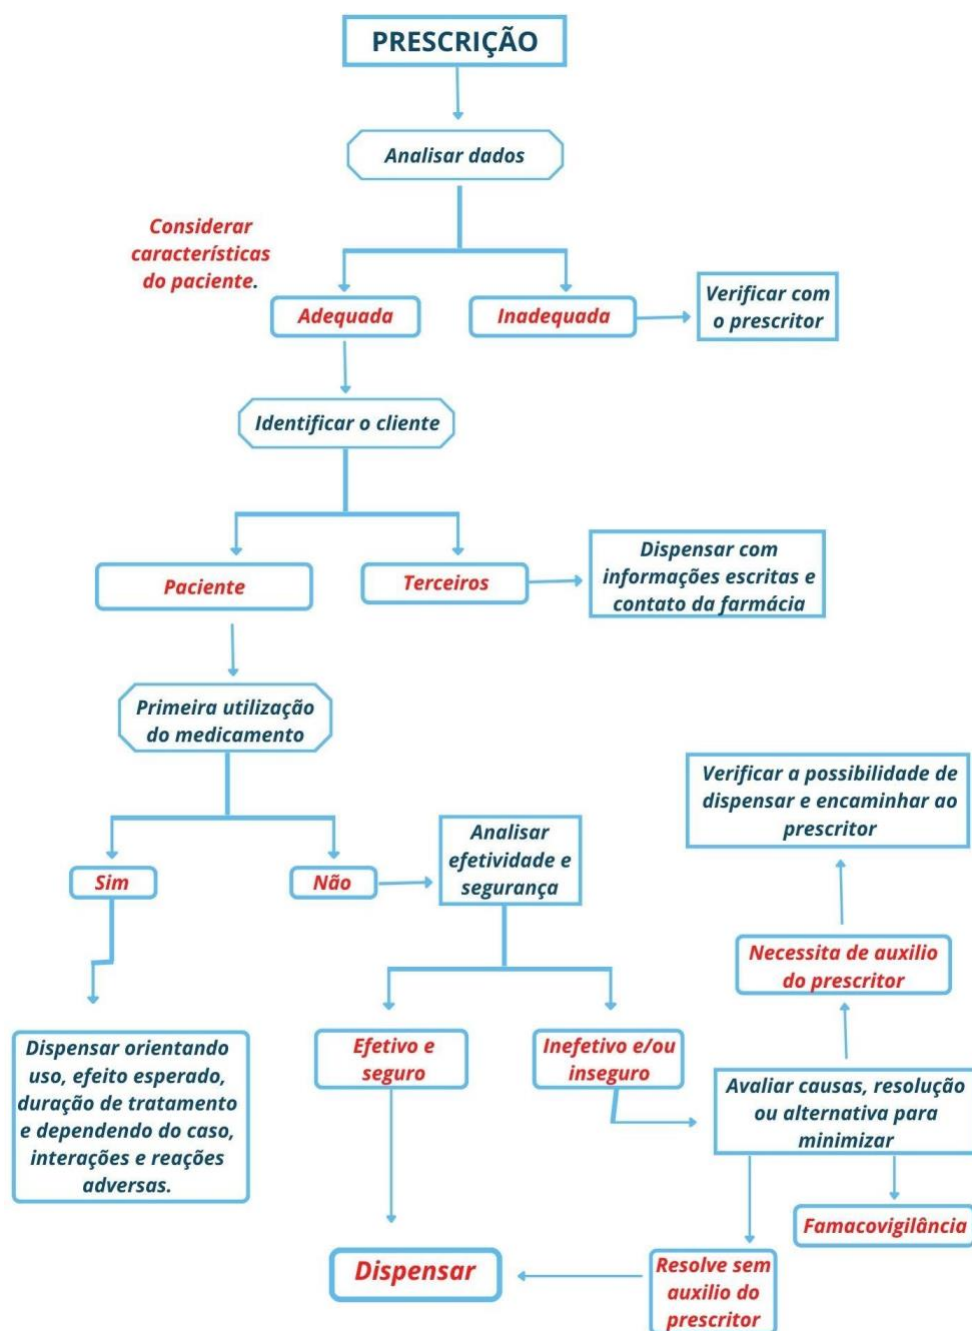 PRESCRIÇÃO
Analisar dados
Considerar
características
do paciente.
Adequada
Inadequada
Verificar com
o prescritor
Identificar o cliente
Paciente
Terceiros
Dispensar com
informações escritas e
contato da farmácia
Primeira utilização
do medicamento
Sim
Não
Analisar
efetividade e
segurança
Verificar a possibilidade de
dispensar e encaminhar ao
prescritor
Necessita de auxilio
do prescritor
Dispensar orientando
uso, efeito esperado,
duração de tratamento
e dependendo do caso,
interações e reações
adversas.
Efetivo e
seguro
Inefetivo e/ou
inseguro
Avaliar causas, resolução
ou alternativa para
minimizar
Famacovigilância
Dispensar
Resolve sem
auxilio do
prescritor